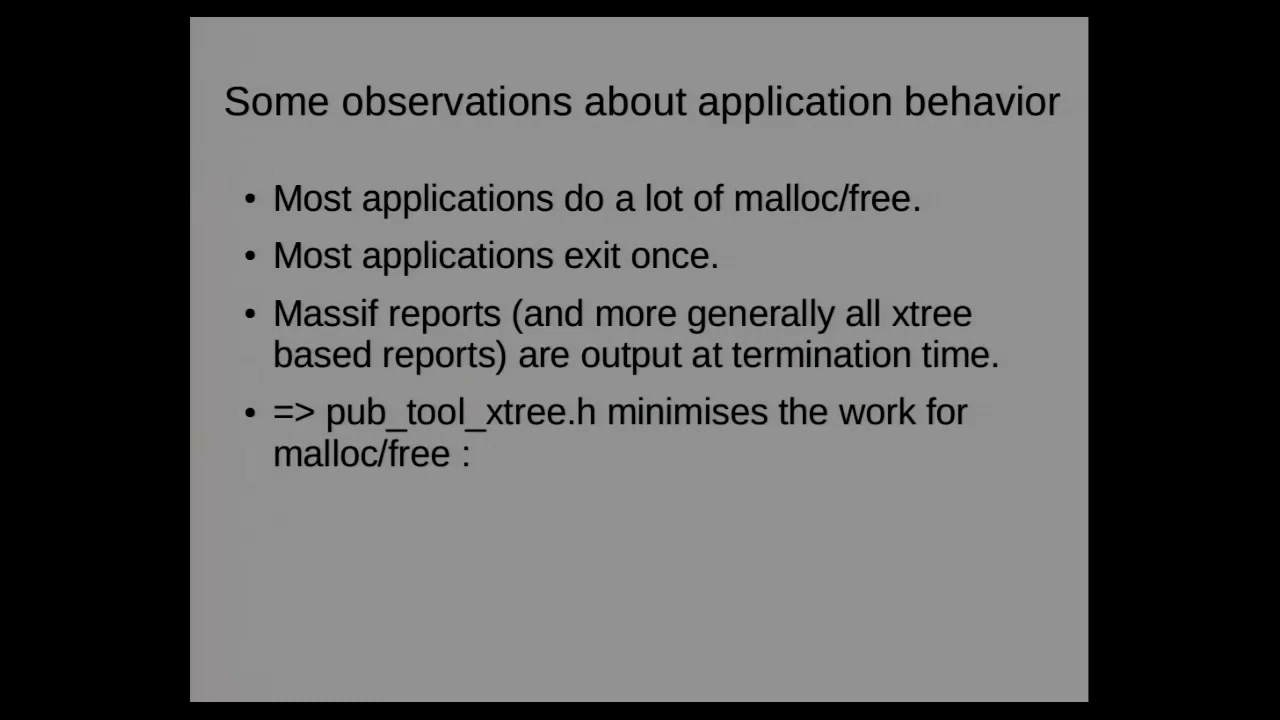 Some observations about application behavior
• Most applications do a lot of malloc/free.
• Most applications exit once.
• Massif reports (and more generally all xtree
based reports) are output at termination time.
• => pub_tool_xtree.h minimises the work for
malloc/free :